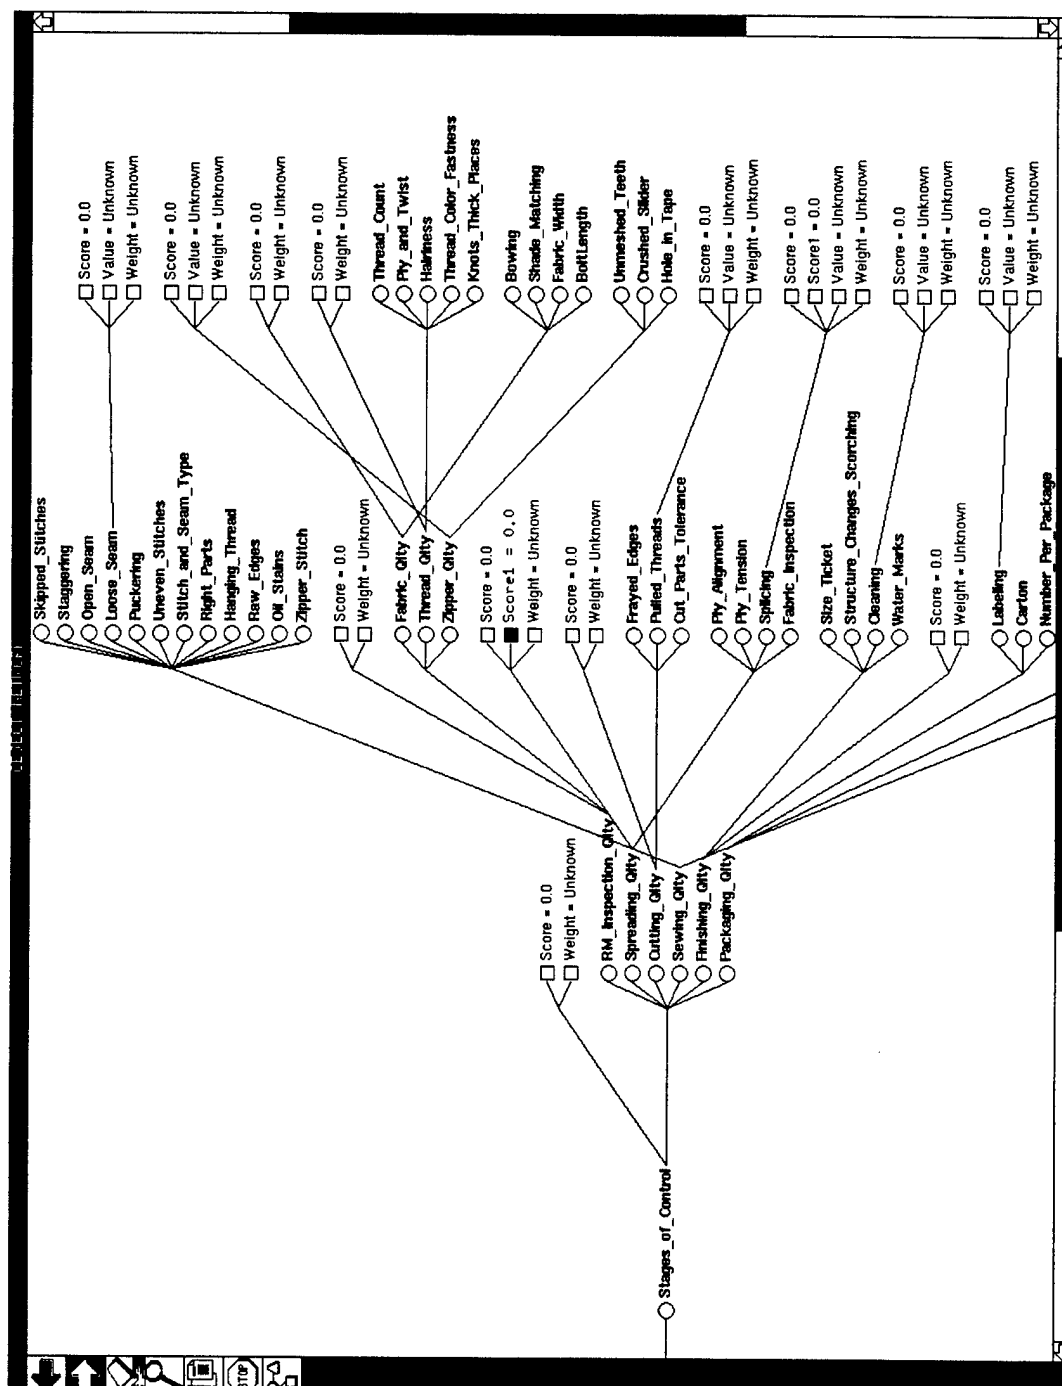 Skipped_Stitches
Staggering
Open_Seam
Loose_Seam
Puckering
Uneven_Stitches
Stitch_and_Seam_Type
Right_Parts
Hanging_Thread
Raw_Edges
Oil_Stains
Zipper_Stitch
Score = 0.0
Value = Unknown
Weight = Unknown
Score = 0.0
Value = Unknown
Weight = Unknown
Score = 0.0
Weight = Unknown
Score = 0.0
Weight = Unknown
Thread_Count
Ply_and_Twist
Hairiness
Thread_Color_Fastness
Knots_Thick_Places
Bowing
Shade_Matching
Fabric_Width
BoltLength
Unmeshed_Teeth
Crushed_Slider
Hole_in_Tape
Score = 0.0
Value = Unknown
Weight = Unknown
Score = 0.0
Score1 = 0.0
Value = Unknown
Weight = Unknown
Score = 0.0
Value = Unknown
Weight = Unknown
Score = 0.0
Value = Unknown
Weight = Unknown
Score = 0.0
Weight = Unknown
Fabric_Qlty
Thread_Qlty
Zipper_Qlty
Score = 0.0
Score1 = 0.0
Weight = Unknown
Score = 0.0
Weight = Unknown
Frayed_Edges
Pulled_Threads
Cut_Parts_Tolerance
Ply_Alignment
Ply_Tension
Splicing
Fabric_Inspection
Size_Ticket
Structure_Changes_Scorching
Cleaning
Water_Marks
Score = 0.0
Weight = Unknown
Labeling
Carton
Number_Per_Package
Score = 0.0
Weight = Unknown
RM_Inspection_Qlty
Spreading_Qlty
Cutting_Qlty
Sewing_Qlty
Finishing_Qlty
Packaging_Qlty
Stages_of_Control
STOP